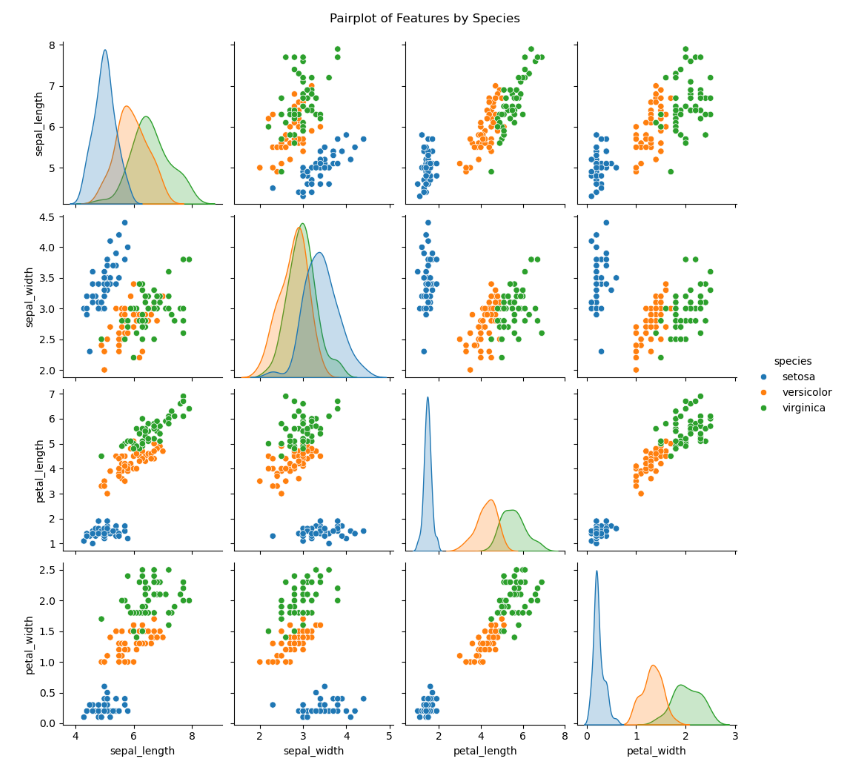 Pairplot of Features by Species
8
7
6
5
sepal_length
4.5
4.0
3.5
3.0
2.5
2.0
sepal_width
species
setosa
versicolor
virginica
7
6
5
4
3
2
1
petal_length
2.5
2.0
1.5
1.0
0.5
0.0
petal_width
4 6 8
sepal_length
2 3 4 5
sepal_width
2 4 6 8
petal_length
0 1 2 3
petal_width